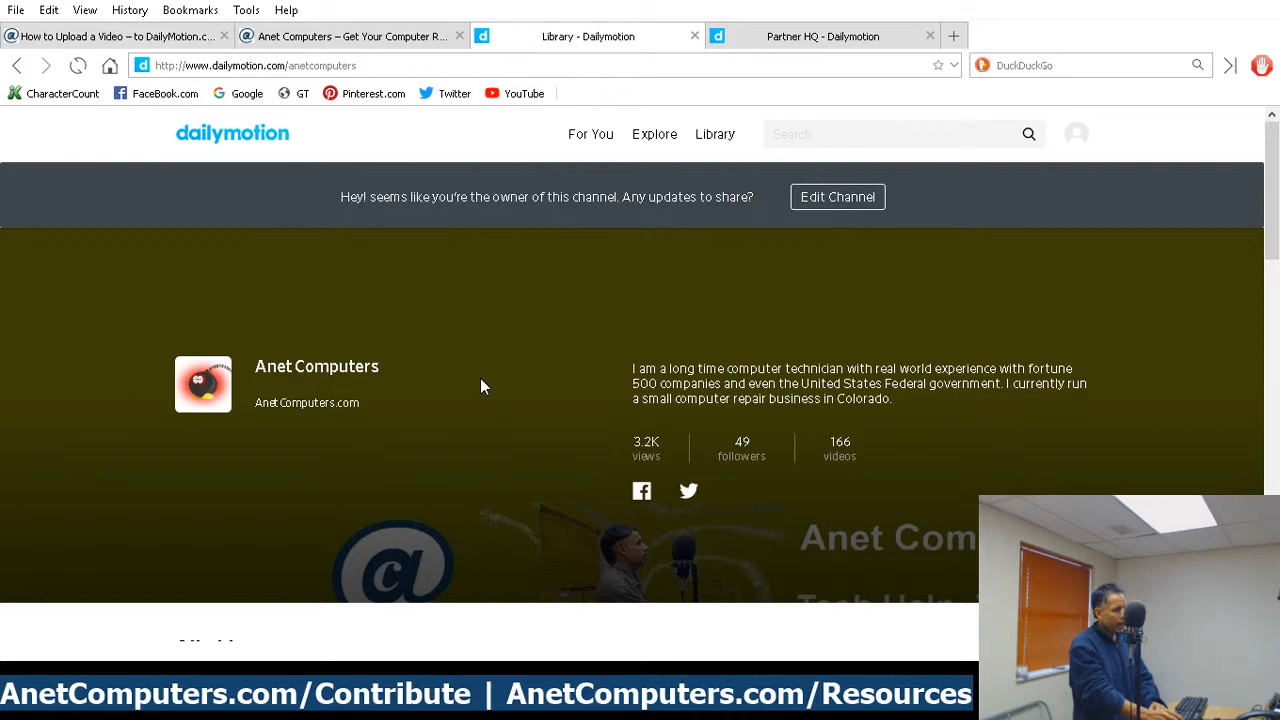 File Edit View History Bookmarks Tools Help
How to Upload a Video – to DailyMotion.c... Anet Computers – Get Your Computer R... Library - Dailymotion Partner HQ - Dailymotion
http://www.dailymotion.com/anetcomputers DuckDuckGo
CharacterCount FaceBook.com Google GT Pinterest.com Twitter YouTube
dailymotion For You Explore Library Search
Hey! seems like you're the owner of this channel. Any updates to share? Edit Channel
Anet Computers
AnetComputers.com
I am a long time computer technician with real world experience with fortune
500 companies and even the United States Federal government. I currently run
a small computer repair business in Colorado.
3.2K 49 166
views followers videos
@
Anet Com
AnetComputers.com/Contribute | AnetComputers.com/Resources